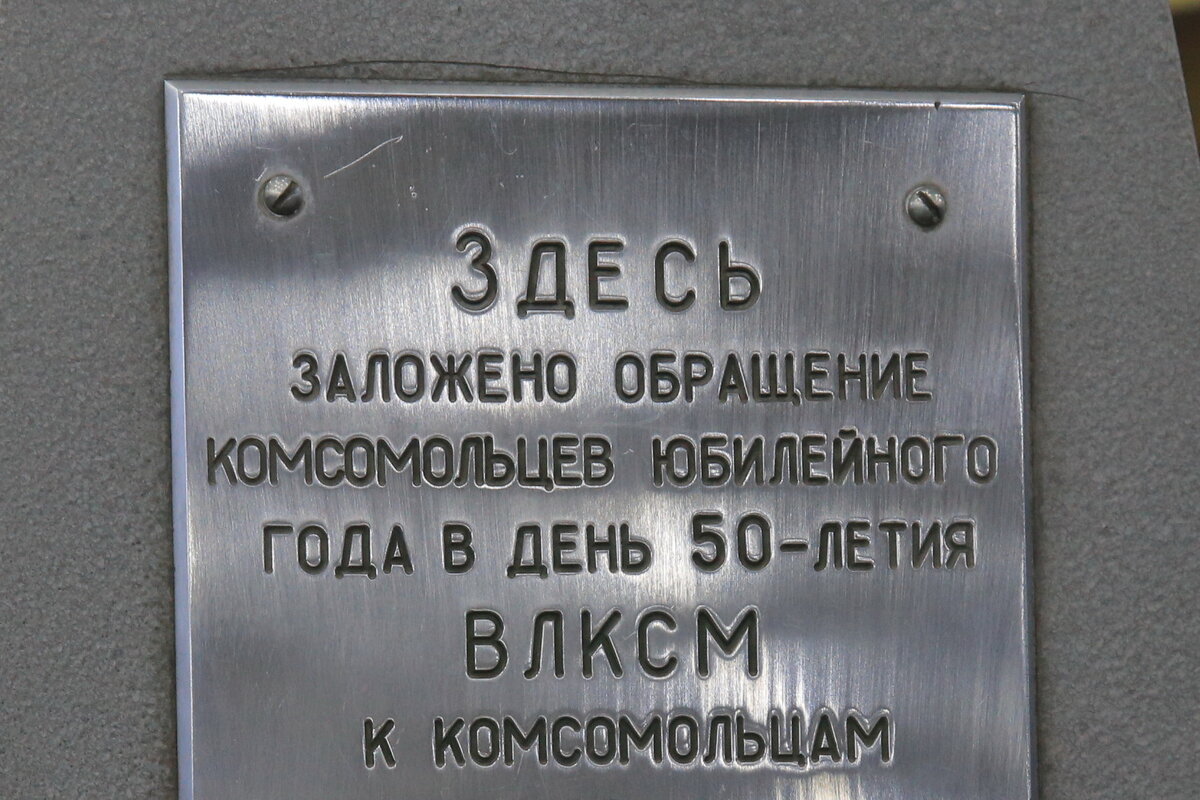 ЗДЕСЬ
ЗАЛОЖЕНО ОБРАЩЕНИЕ
КОМСОМОЛЬЦЕВ ЮБИЛЕЙНОГО
ГОДА В ДЕНЬ 50-ЛЕТИЯ
ВЛКСМ
К КОМСОМОЛЬЦАМ